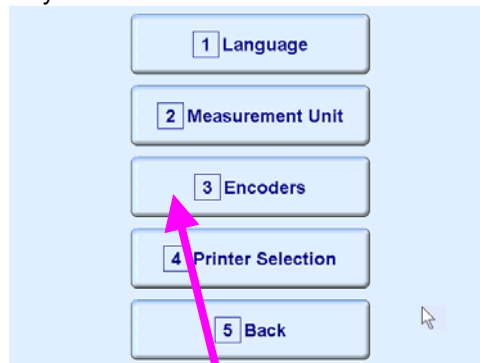 1 Language
2 Measurement Unit
3 Encoders
4 Printer Selection
5 Back